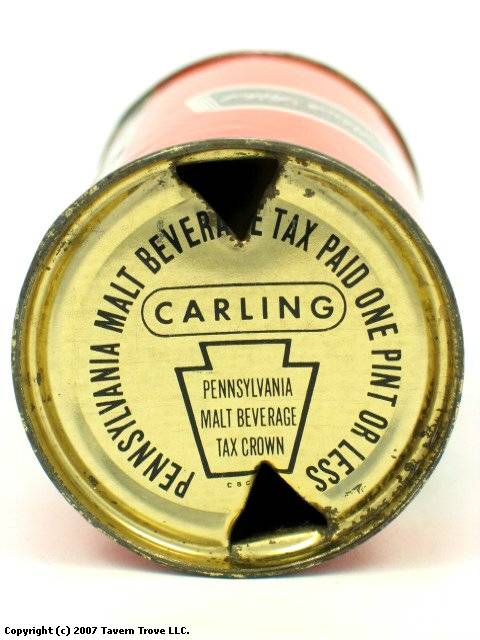 PENNSYLVANIA MALT BEVERAGE TAX PAID ONE PINT OR LESS
CARLING
PENNSYLVANIA
MALT BEVERAGE
TAX CROWN
Copyright (c) 2007 Tavern Trove LLC.